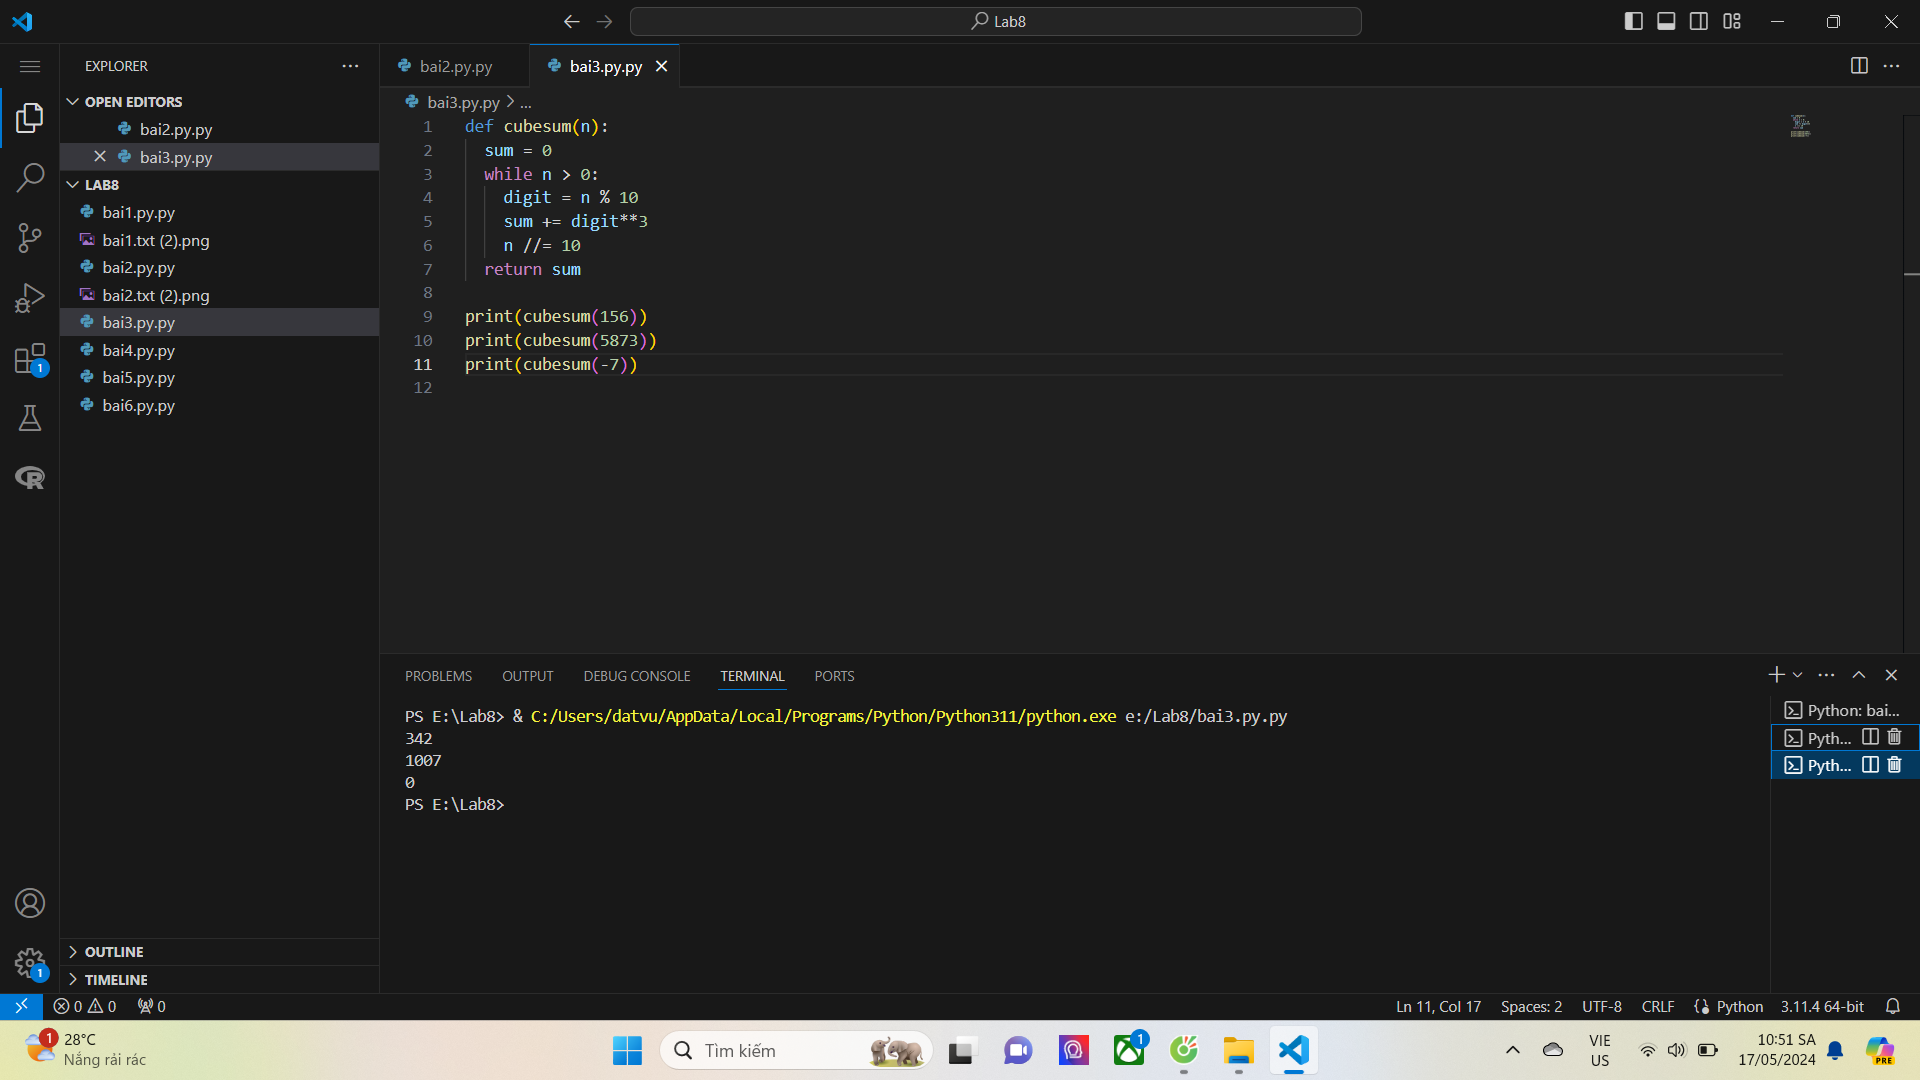 Lab8
EXPLORER
OPEN EDITORS
bai2.py.py
bai3.py.py
LAB8
bai1.py.py
bai1.txt (2).png
bai2.py.py
bai2.txt (2).png
bai3.py.py
bai4.py.py
bai5.py.py
bai6.py.py
OUTLINE
TIMELINE
1
1
bai2.py.py
bai3.py.py
bai3.py.py > ...
1 def cubesum(n):
2 sum = 0
3 while n > 0:
4 digit = n % 10
5 sum += digit**3
6 n //= 10
7 return sum
8
9 print(cubesum(156))
10 print(cubesum(5873))
11 print(cubesum(-7))
12
PROBLEMS OUTPUT DEBUG CONSOLE TERMINAL PORTS
PS E:\Lab8> & C:/Users/datvu/AppData/Local/Programs/Python/Python311/python.exe e:/Lab8/bai3.py.py
342
1007
0
PS E:\Lab8>
Python: bai...
Pyth...
Pyth...
0 0 0
Ln 11, Col 17 Spaces: 2 UTF-8 CRLF Python 3.11.4 64-bit
1
28°C
Nắng rải rác
Tìm kiếm
1
VIE
US
10:51 SA
17/05/2024
PRE